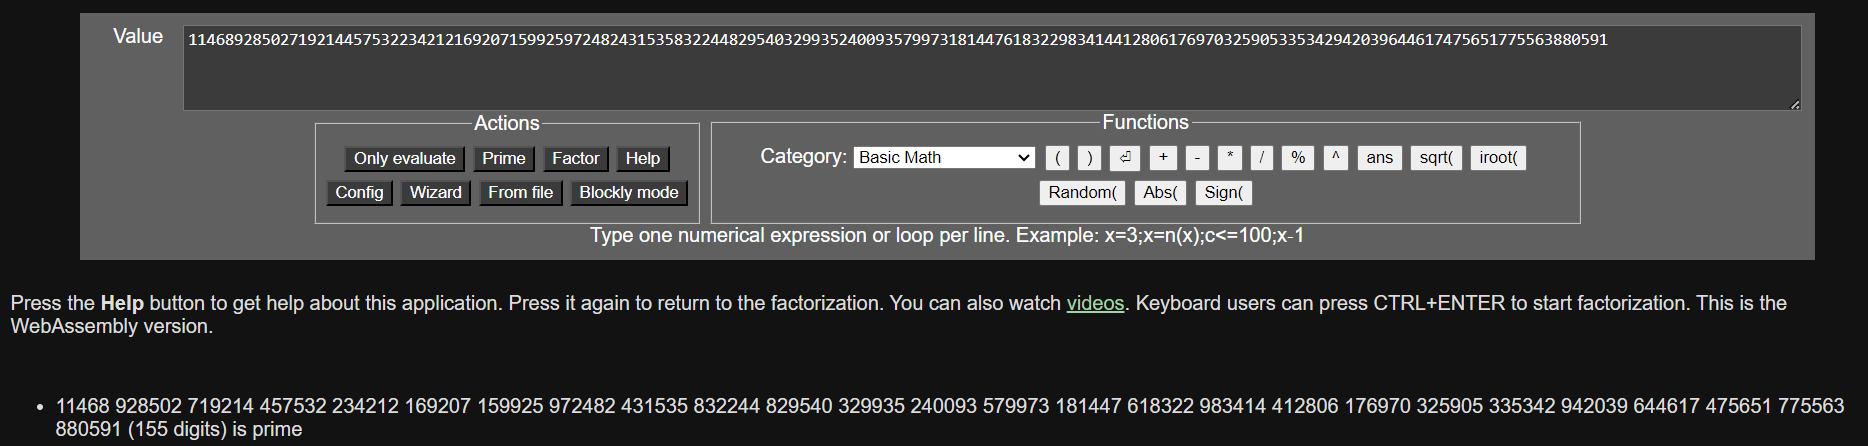 Value
11468928502719214457532234212169207159925972482431535832244829540329935240093579973181447618322983414412806176970325905335342942039644617475651775563880591
Actions
Functions
Only evaluate Prime Factor Help
Category: Basic Math ( ) ⏎ + - * / % ^ ans sqrt( iroot(
Config Wizard From file Blockly mode
Random( Abs( Sign(
Type one numerical expression or loop per line. Example: x=3;x=n(x);c<=100;x-1
Press the Help button to get help about this application. Press it again to return to the factorization. You can also watch videos. Keyboard users can press CTRL+ENTER to start factorization. This is the
WebAssembly version.
• 11468 928502 719214 457532 234212 169207 159925 972482 431535 832244 829540 329935 240093 579973 181447 618322 983414 412806 176970 325905 335342 942039 644617 475651 775563
880591 (155 digits) is prime